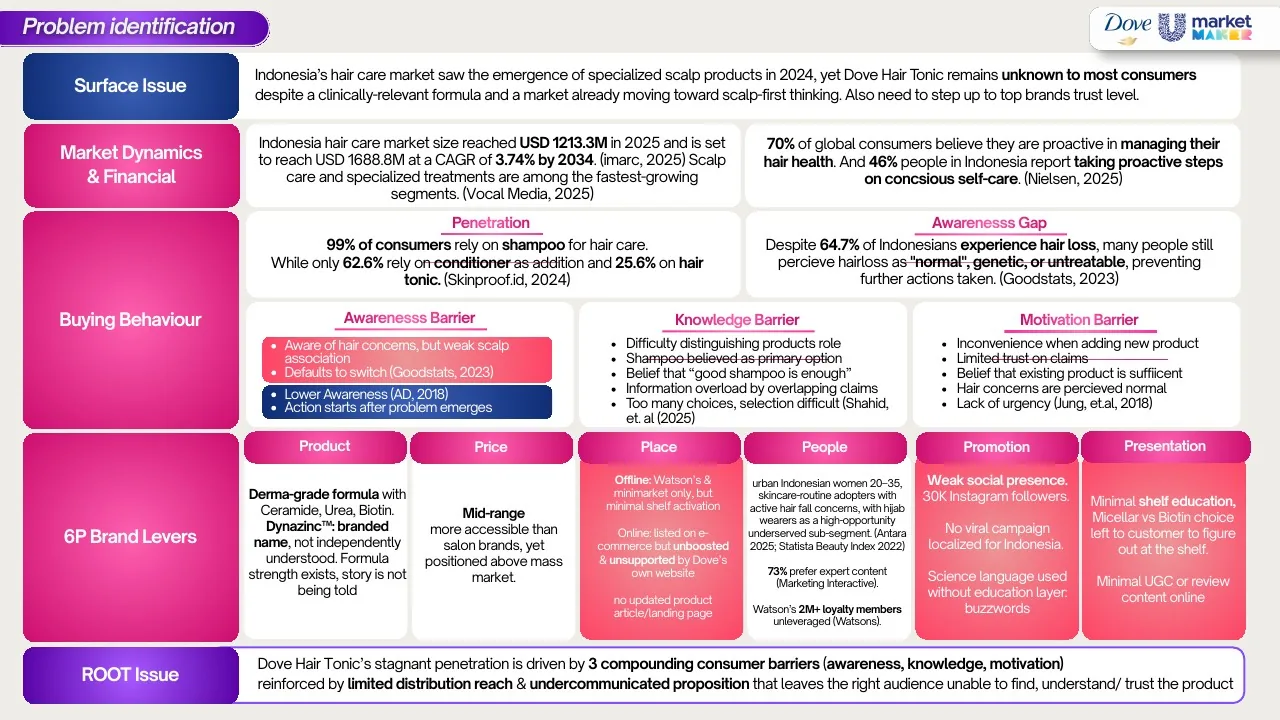 Problem identification
Dove
market
MAKER
Surface Issue
Indonesia's hair care market saw the emergence of specialized scalp products in 2024, yet Dove Hair Tonic remains unknown to most consumers
despite a clinically-relevant formula and a market already moving toward scalp-first thinking. Also need to step up to top brands trust level.
Market Dynamics
& Financial
Indonesia hair care market size reached USD 1213.3M in 2025 and is set
to reach USD 1688.8M at a CAGR of 3.74% by 2034. (imarc, 2025) Scalp
care and specialized treatments are among the fastest-growing
segments. (Vocal Media, 2025)
70% of global consumers believe they are proactive in managing their
hair health. And 46% people in Indonesia report taking proactive steps
on concsious self-care. (Nielsen, 2025)
Buying Behaviour
Penetration
99% of consumers rely on shampoo for hair care.
While only 62.6% rely on conditioner as addition and 25.6% on hair
tonic. (Skinproof.id, 2024)
Awarenesss Gap
Despite 64.7% of Indonesians experience hair loss, many people still
percieve hairloss as "normal", genetic, or untreatable, preventing
further actions taken. (Goodstats, 2023)
Awarenesss Barrier
• Aware of hair concerns, but weak scalp
association
• Defaults to switch (Goodstats, 2023)
• Lower Awareness (AD, 2018)
• Action starts after problem emerges
Knowledge Barrier
• Difficulty distinguishing products role
• Shampoo believed as primary option
• Belief that “good shampoo is enough”
• Information overload by overlapping claims
• Too many choices, selection difficult (Shahid,
et. al (2025)
Motivation Barrier
• Inconvenience when adding new product
• Limited trust on claims
• Belief that existing product is suffiicent
• Hair concerns are percieved normal
• Lack of urgency (Jung, et.al, 2018)
6P Brand Levers
Product
Derma-grade formula with
Ceramide, Urea, Biotin.
Dynazinc™: branded
name, not independently
understood. Formula
strength exists, story is not
being told
Price
Mid-range
more accessible than
salon brands, yet
positioned above mass
market.
Place
Offline: Watson's &
minimarket only, but
minimal shelf activation
Online: listed on e-
commerce but unboosted
& unsupported by Dove's
own website
no updated product
article/landing page
People
urban Indonesian women 20–35,
skincare-routine adopters with
active hair fall concerns, with hijab
wearers as a high-opportunity
underserved sub-segment. (Antara
2025; Statista Beauty Index 2022)
73% prefer expert content
(Marketing Interactive).
Watson's 2M+ loyalty members
unleveraged (Watsons).
Promotion
Weak social presence.
30K Instagram followers.
No viral campaign
localized for Indonesia.
Science language used
without education layer:
buzzwords
Presentation
Minimal shelf education,
Micellar vs Biotin choice
left to customer to figure
out at the shelf.
Minimal UGC or review
content online
ROOT Issue
Dove Hair Tonic's stagnant penetration is driven by 3 compounding consumer barriers (awareness, knowledge, motivation)
reinforced by limited distribution reach & undercommunicated proposition that leaves the right audience unable to find, understand/ trust the product